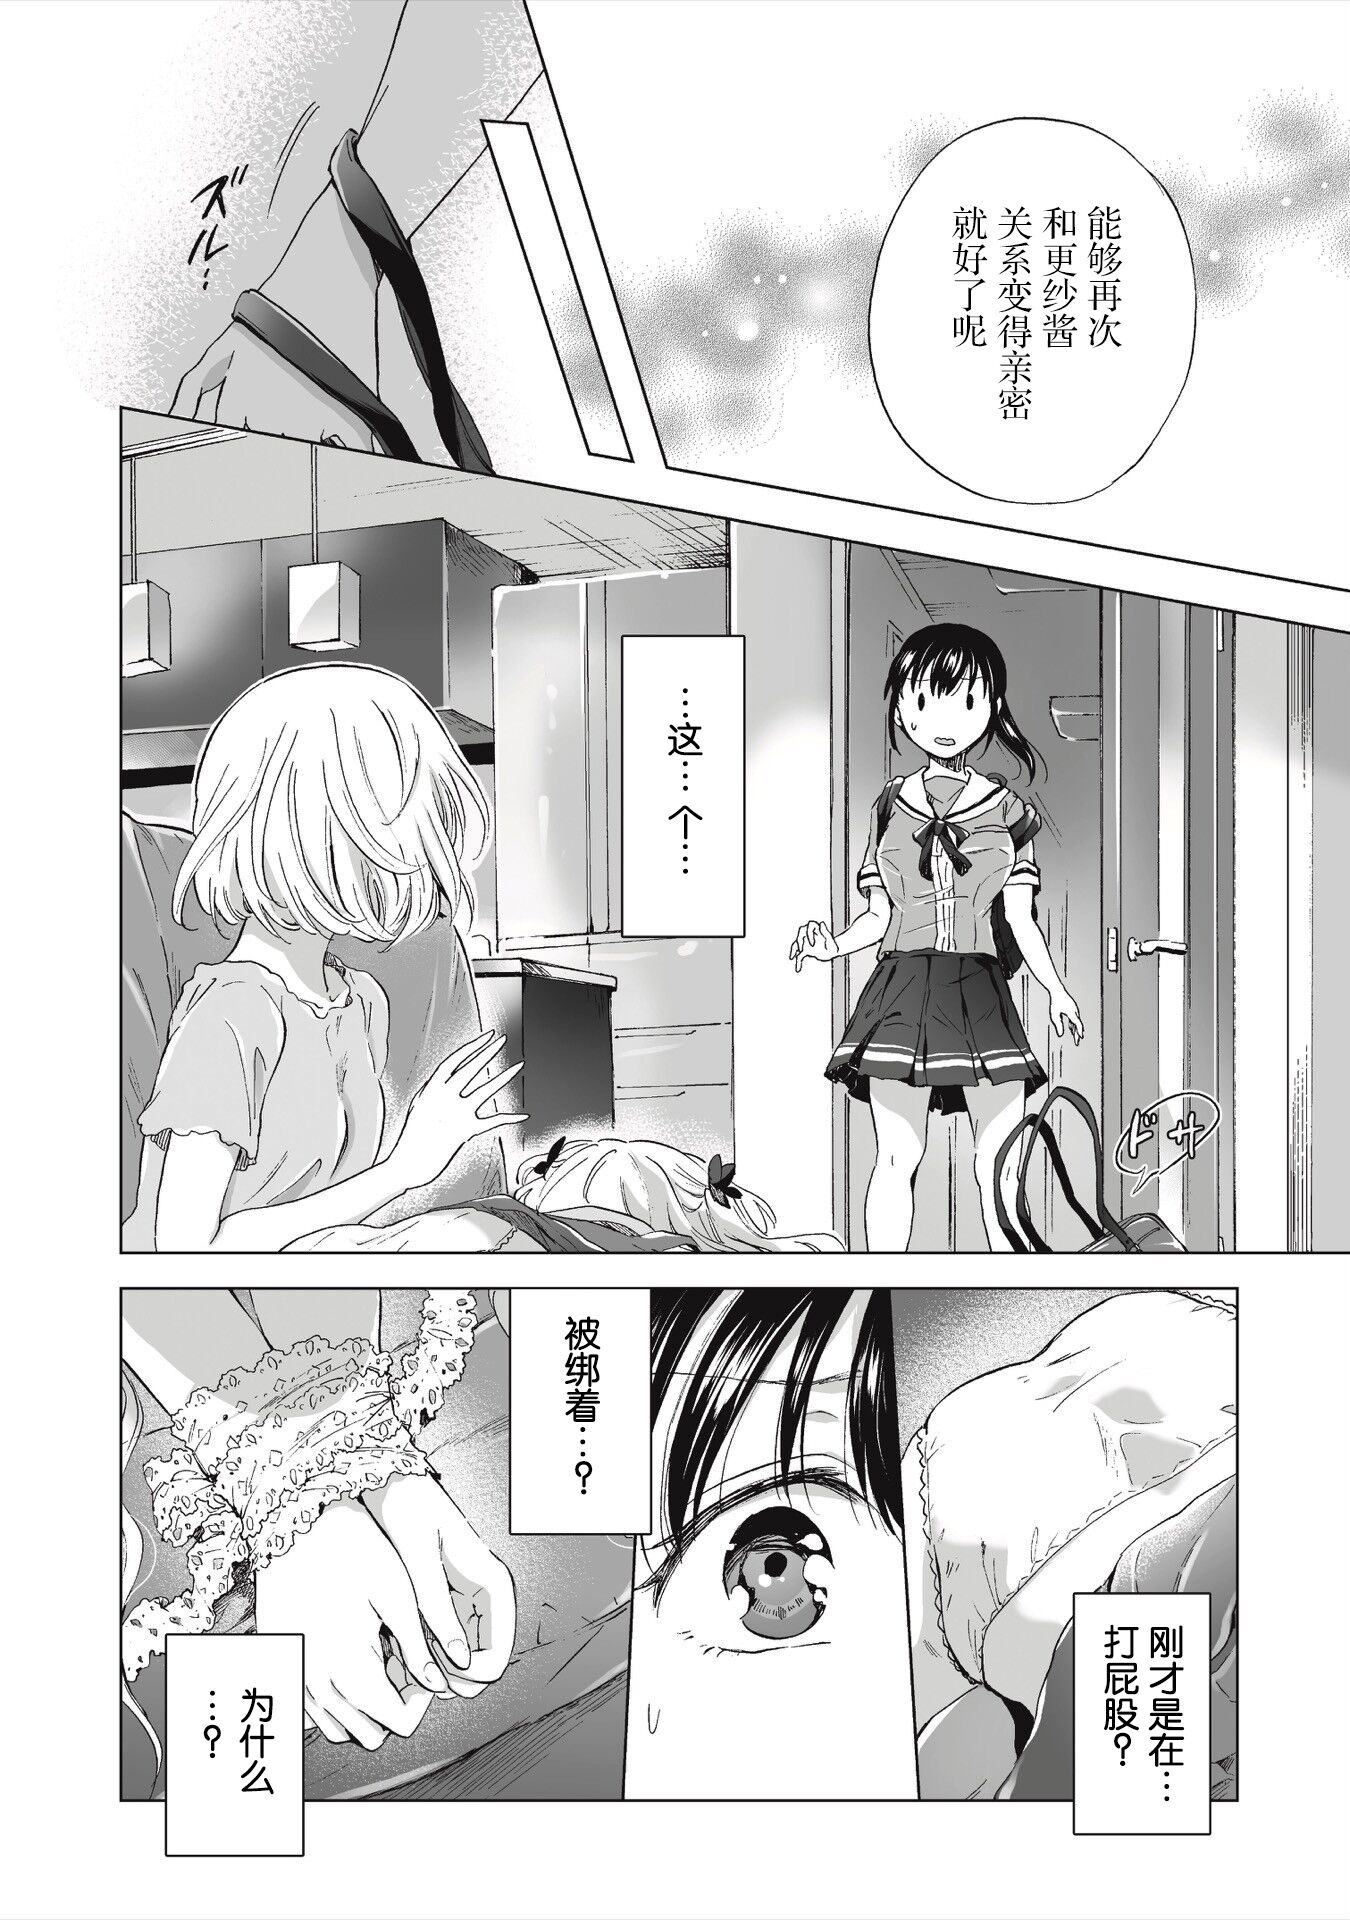 能够再次
和更纱酱
关系变得亲密
就好了呢
ズル…
…这…个…
ドサッ
刚才是在…
打屁股？
被绑着…？
为什么
…？